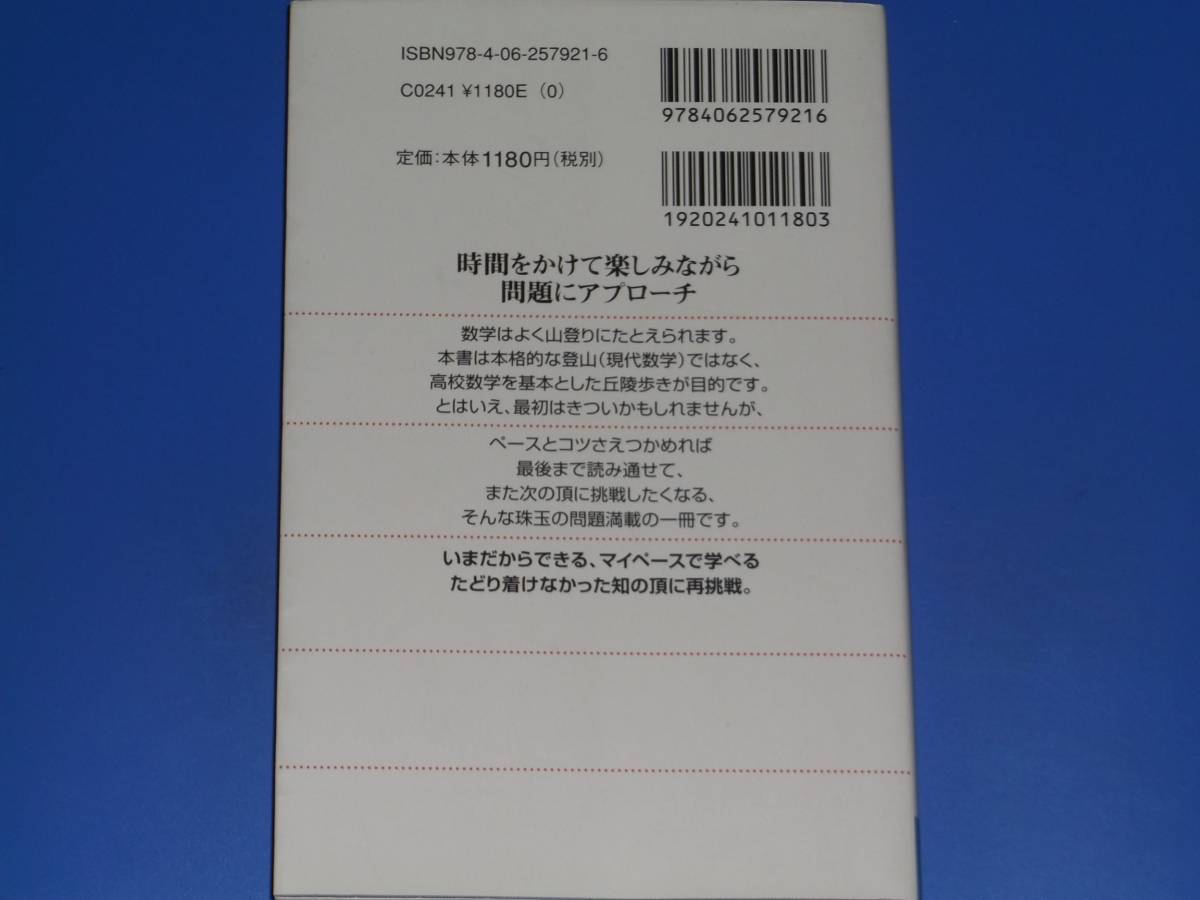 ISBN978-4-06-257921-6
C0241 ¥1180E (0)
9784062579216
定価:本体1180円(税別)
1920241011803
時間をかけて楽しみながら
問題にアプローチ
数学はよく山登りにたとえられます。
本書は本格的な登山(現代数学)ではなく、
高校数学を基本とした丘陵歩きが目的です。
とはいえ、最初はきついかもしれませんが、
ペースとコツさえつかめれば
最後まで読み通せて、
また次の頂に挑戦したくなる、
そんな珠玉の問題満載の一冊です。
いまだからできる、マイペースで学べる
たどり着けなかった知の頂に再挑戦。